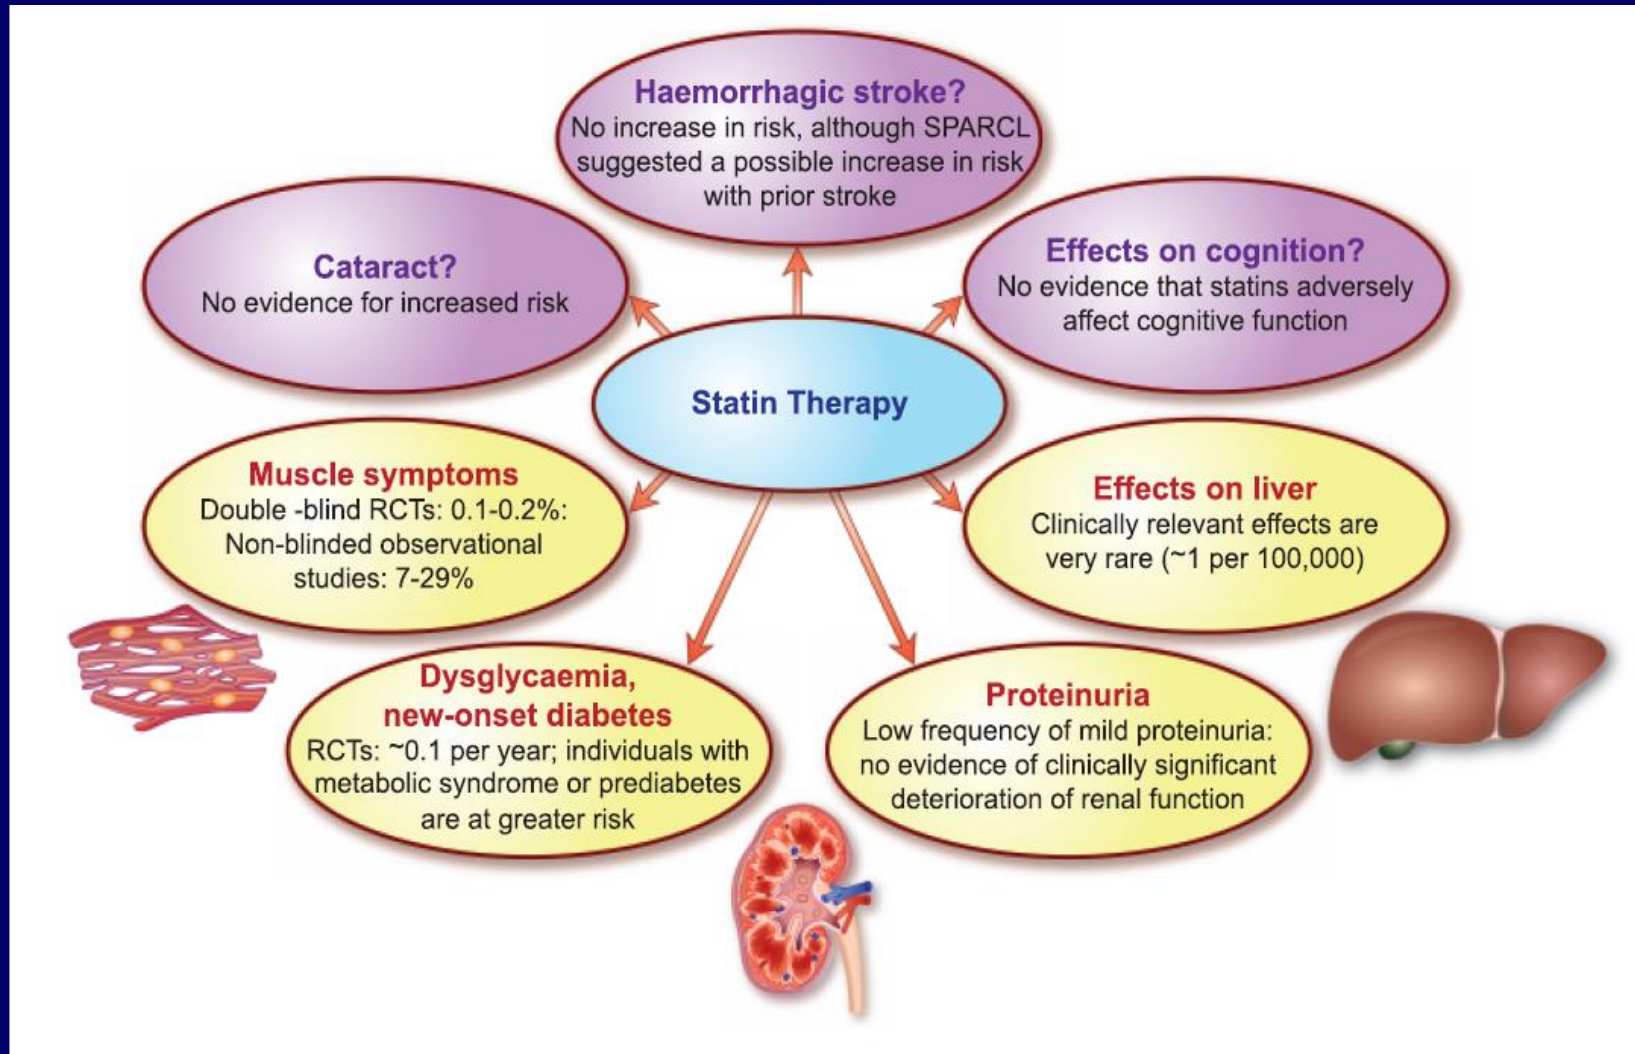 Haemorrhagic stroke?
No increase in risk, although SPARCL
suggested a possible increase in risk
with prior stroke
Cataract?
No evidence for increased risk
Effects on cognition?
No evidence that statins adversely
affect cognitive function
Statin Therapy
Muscle symptoms
Double -blind RCTs: 0.1-0.2%:
Non-blinded observational
studies: 7-29%
Effects on liver
Clinically relevant effects are
very rare (~1 per 100,000)
Dysglycaemia,
new-onset diabetes
RCTs: ~0.1 per year; individuals with
metabolic syndrome or prediabetes
are at greater risk
Proteinuria
Low frequency of mild proteinuria:
no evidence of clinically significant
deterioration of renal function